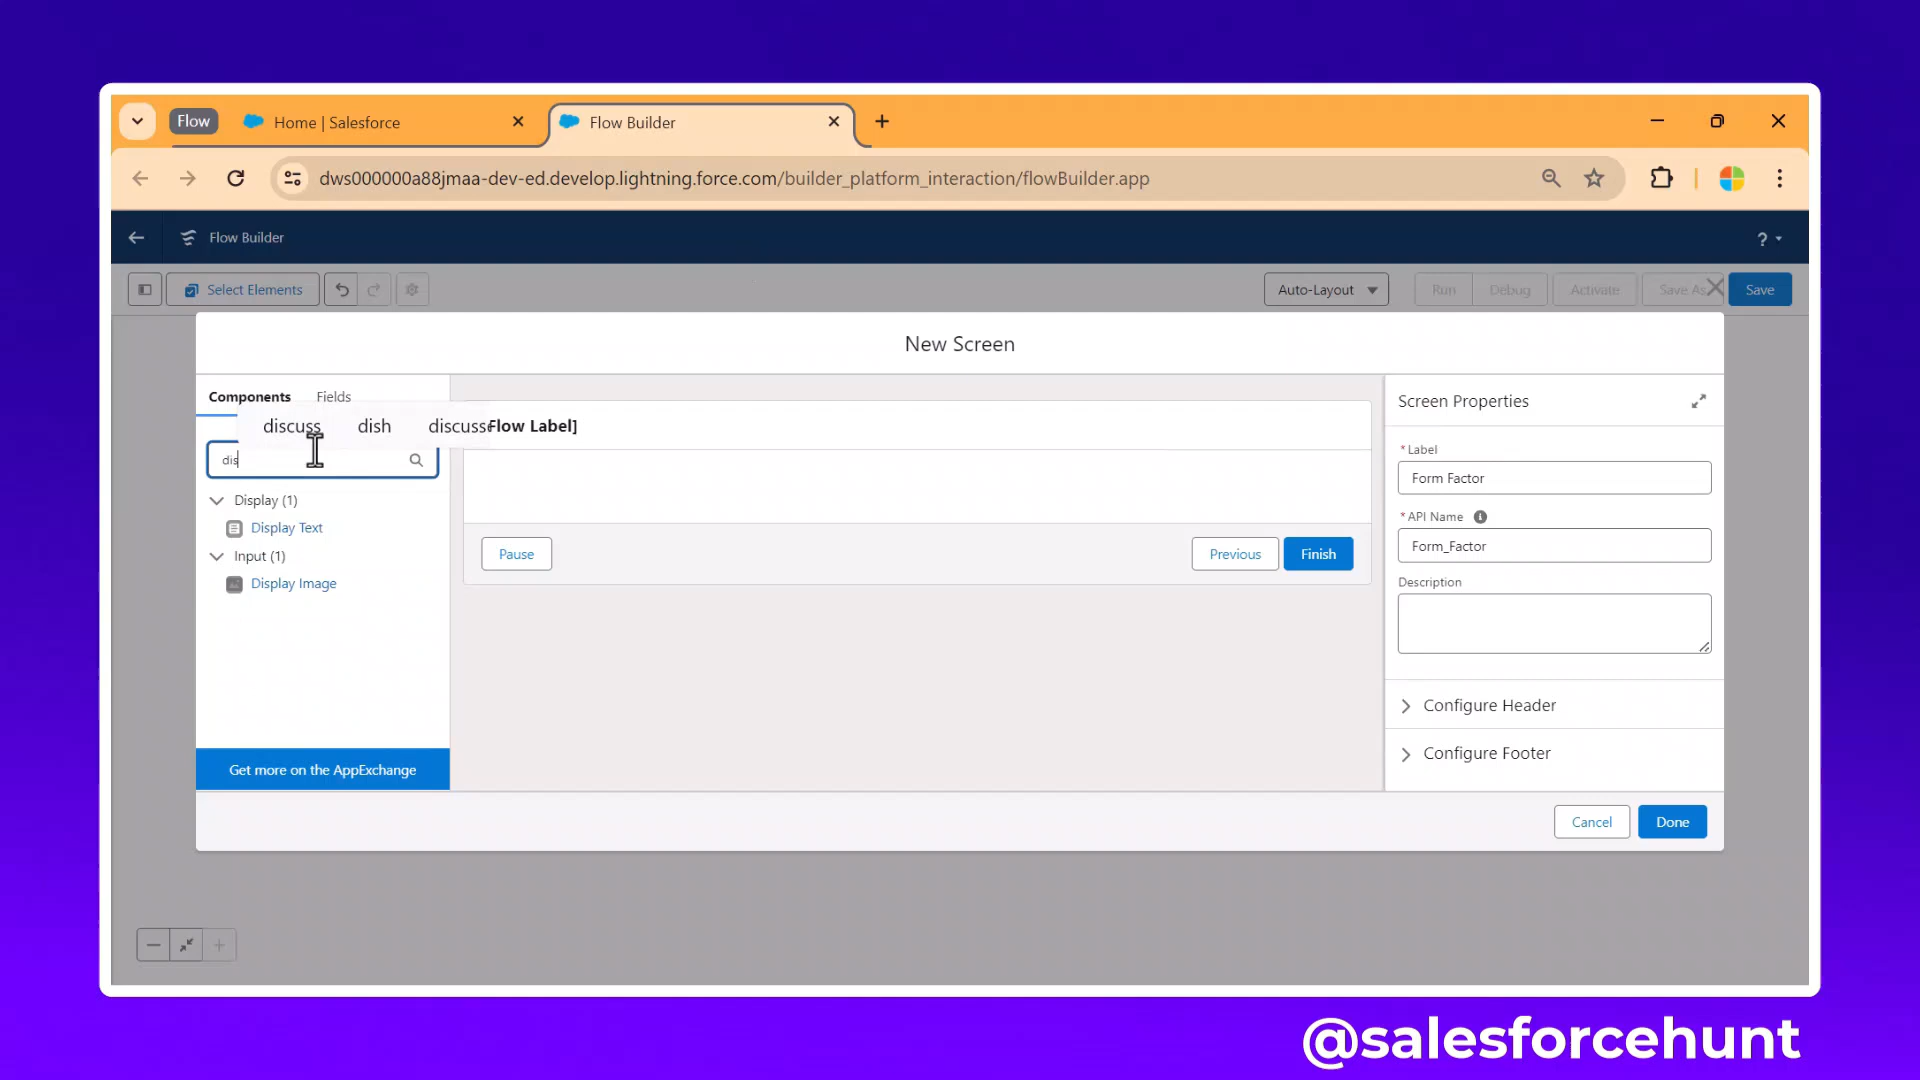 Flow
Home | Salesforce
Flow Builder
dws000000a88jmaa-dev-ed.develop.lightning.force.com/builder_platform_interaction/flowBuilder.app
Flow Builder
?
Select Elements
Auto-Layout
Run
Debug
Activate
Save As
Save
New Screen
Components
Fields
discuss
dish
Flow Label]
dis
Display (1)
Display Text
Input (1)
Display Image
Get more on the AppExchange
Pause
Previous
Finish
Screen Properties
* Label
Form Factor
* API Name
Form_Factor
Description
Configure Header
Configure Footer
Cancel
Done
@salesforcehunt